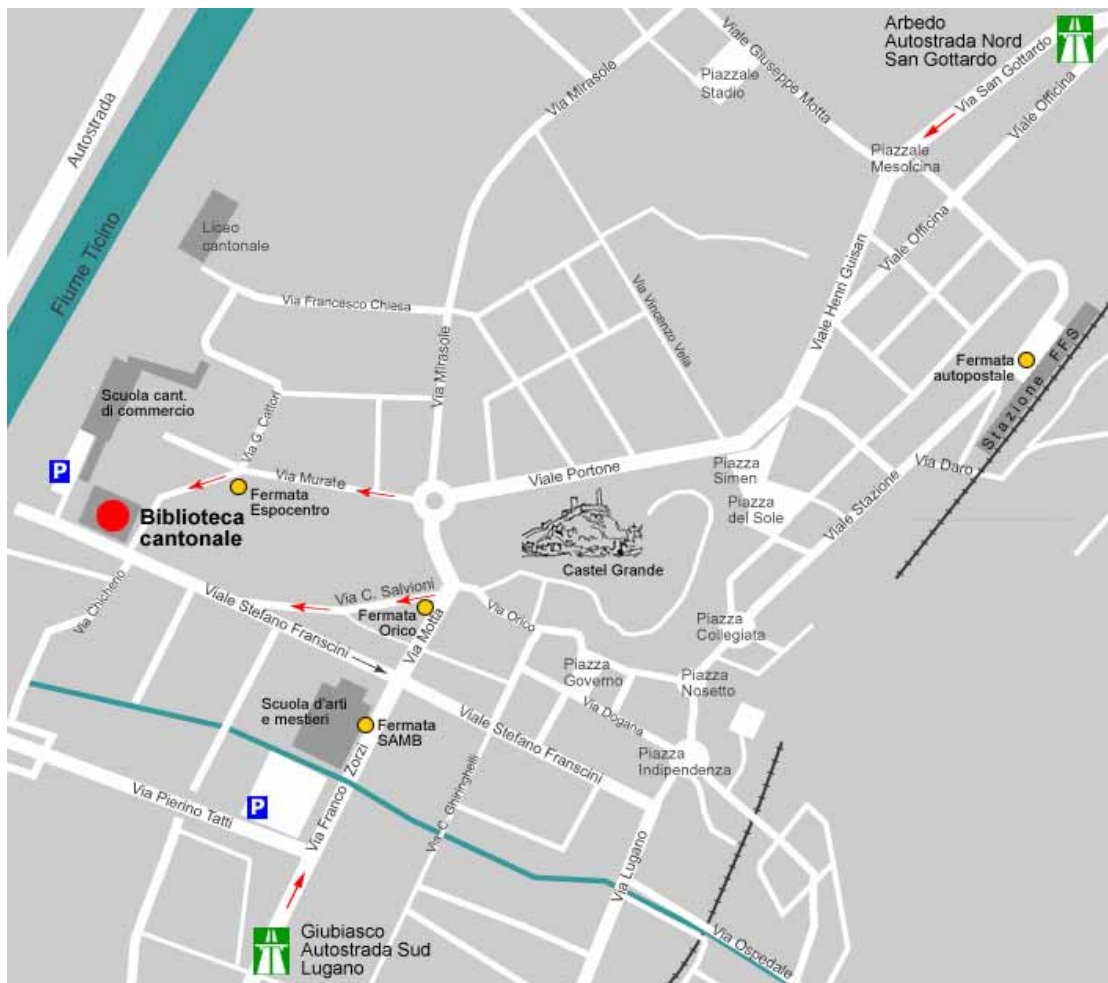 Arbedo
Autostrada Nord
San Gottardo
Viale Giuseppe Motta
Via San Gottardo
Viale Officina
Via Mirasole
Piazzale
Stadio
Autostrada
Piazzale
Mesolcina
Fiume Ticino
Liceo
cantonale
Viale Officina
Via Francesco Chiesa
Via Vincenzo Vela
Viale Henri Guisan
Via Mirasole
Fermata
autopostale
Stazione FFS
Scuola cant.
di commercio
Via G. Cattori
P
Via Murate
Viale Portone
Piazza
Simen
Via Daro
Fermata
Espocentro
Piazza
del Sole
Viale Stazione
Biblioteca
cantonale
Castel Grande
Via Chicherio
Via C. Salvioni
Viale Stefano Franscini
Fermata
Orico
Via Motta
Via Orico
Piazza
Collegiata
Piazza
Governo
Piazza
Nosetto
Scuola d'arti
e mestieri
Fermata
SAMB
Viale Stefano Franscini
Via Dogana
Piazza
Indipendenza
Via Pierino Tatti
P
Via Franco Zorzi
Via C. Ghiringhelli
Via Lugano
Via Ospedale
Giubiasco
Autostrada Sud
Lugano